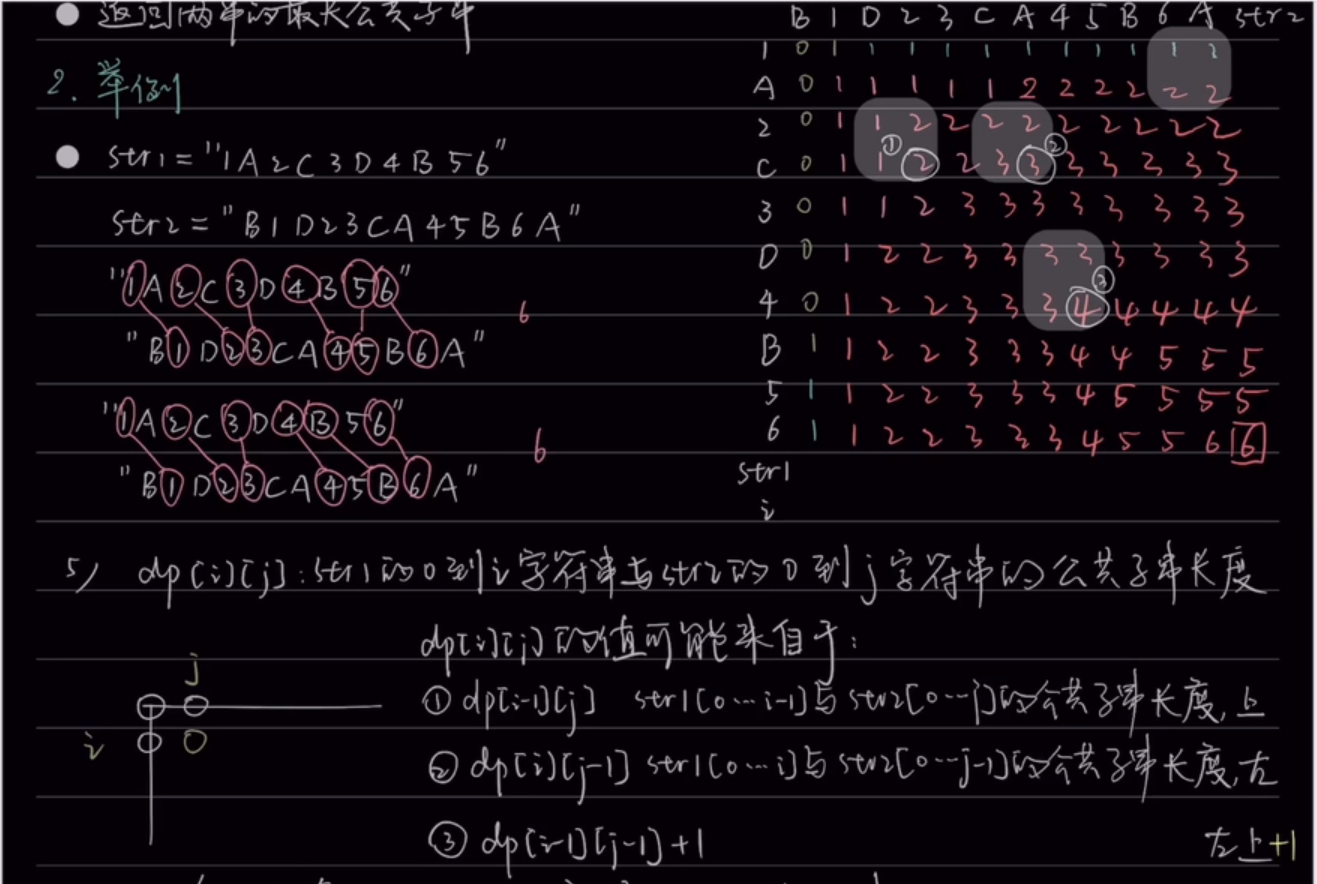 返回两串的最长公共子串
2. 举例
str1 = "1A2C3D4B56"
str2 = "B1D23CA45B6A"
"1A2C3D4B56"
6
"B1D23CA45B6A"
"1A2C3D4B56"
6
"B1D23CA45B6A"
B 1 D 2 3 C A 4 5 B 6 A str2
1 0 1 1 1 1 1 1 1 1 1 1 1
A 0 1 1 1 1 1 2 2 2 2 2 2
2 0 1 1 2 2 2 2 2 2 2 2 2
① ②
C 0 1 1 2 2 3 3 3 3 3 3 3
3 0 1 1 2 3 3 3 3 3 3 3 3
D 0 1 2 2 3 3 3 3 3 3 3 3
③
4 0 1 2 2 3 3 3 4 4 4 4 4
B 1 1 2 2 3 3 3 4 4 5 5 5
5 1 1 2 2 3 3 3 4 5 5 5 5
6 1 1 2 2 3 3 3 4 5 5 6 6
str1
i
5) dp[i][j]:str1的0到i字符串与str2的0到j字符串的公共子串长度
dp[i][j]的值可能来自于:
j
① dp[i-1][j] str1[0…i-1]与str2[0…j]的公共子串长度,上
i 0
② dp[i][j-1] str1[0…i]与str2[0…j-1]的公共子串长度,左
③ dp[i-1][j-1]+1 左上+1